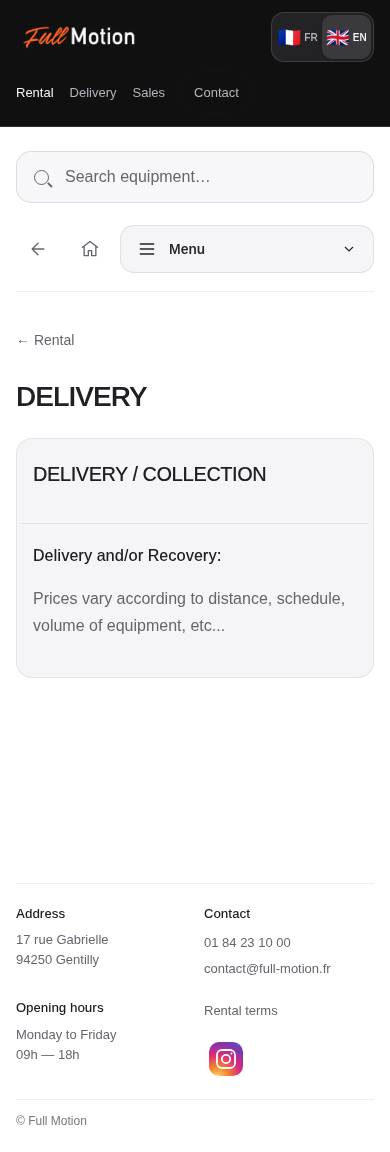 Full Motion
FR EN
Rental Delivery Sales Contact
Search equipment…
Menu
← Rental
DELIVERY
DELIVERY / COLLECTION
Delivery and/or Recovery:
Prices vary according to distance, schedule,
volume of equipment, etc...
Address
17 rue Gabrielle
94250 Gentilly
Opening hours
Monday to Friday
09h — 18h
Contact
01 84 23 10 00
contact@full-motion.fr
Rental terms
© Full Motion